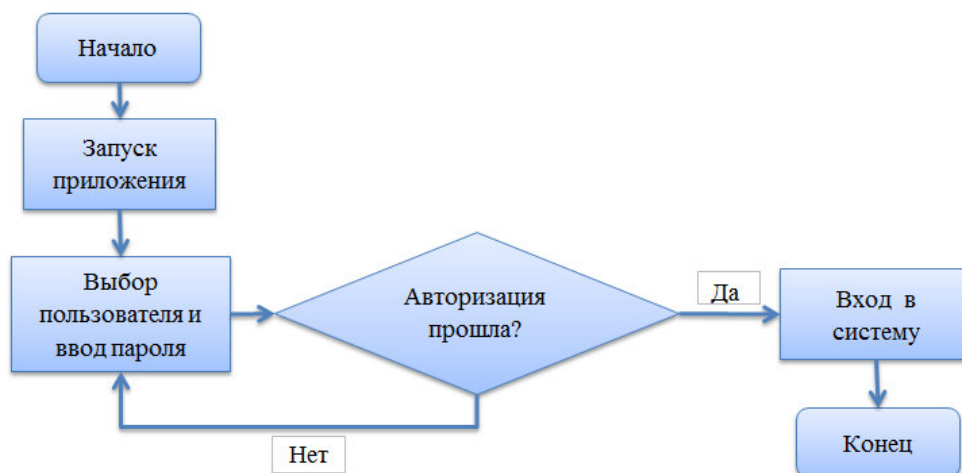 Начало
Запуск
приложения
Выбор
пользователя и
ввод пароля
Авторизация
прошла?
Да
Вход в
систему
Нет
Конец